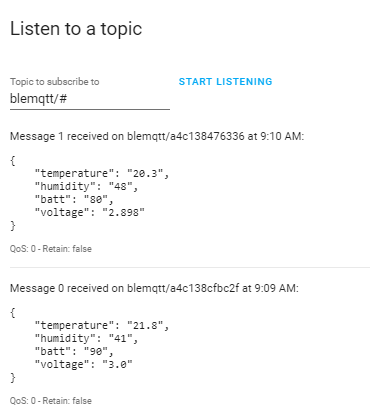 Listen to a topic
Topic to subscribe to
START LISTENING
blemqtt/#
Message 1 received on blemqtt/a4c138476336 at 9:10 AM:
{
    "temperature": "20.3",
    "humidity": "48",
    "batt": "80",
    "voltage": "2.898"
}
QoS: 0 - Retain: false
Message 0 received on blemqtt/a4c138cfbc2f at 9:09 AM:
{
    "temperature": "21.8",
    "humidity": "41",
    "batt": "90",
    "voltage": "3.0"
}
QoS: 0 - Retain: false